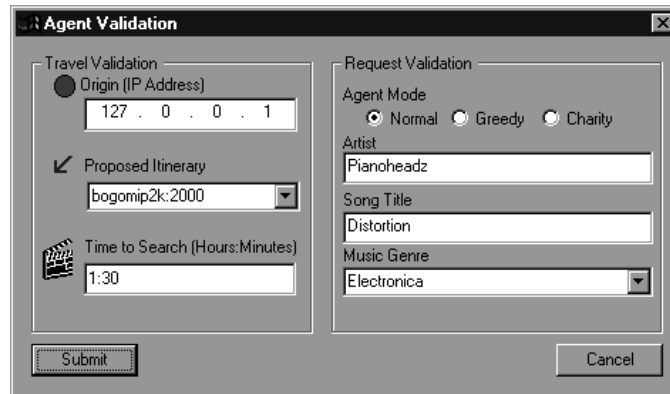 Agent Validation
Travel Validation
Origin (IP Address)
127 . 0 . 0 . 1
Proposed Itinerary
bogomip2k:2000
Time to Search (Hours:Minutes)
1:30
Request Validation
Agent Mode
Normal Greedy Charity
Artist
Pianoheadz
Song Title
Distortion
Music Genre
Electronica
Submit
Cancel